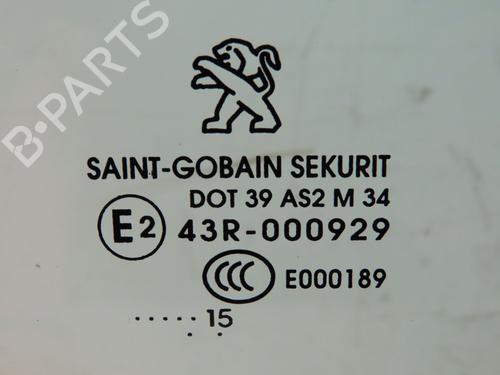 B-PARTS
SAINT-GOBAIN SEKURIT
DOT 39 AS2 M 34
E2 43R-000929
CCC E000189
..... 15
. .